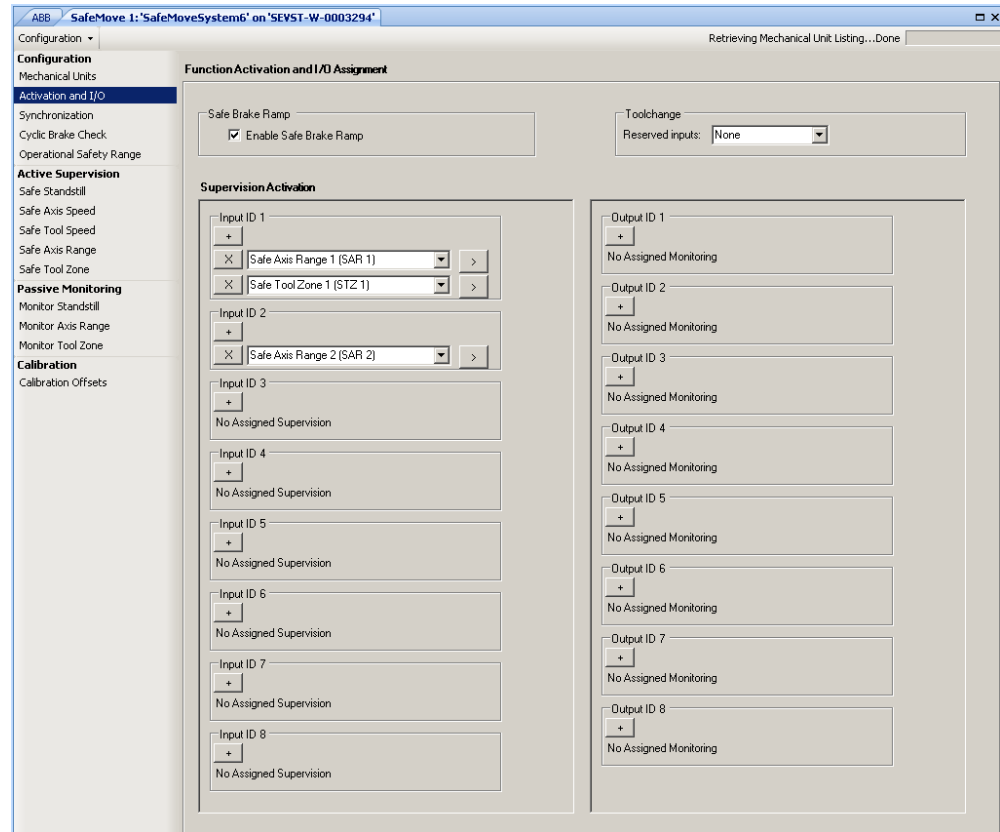 ABB
SafeMove 1: 'SafeMoveSystem6' on 'SEVST-W-0003294'
Configuration
Retrieving Mechanical Unit Listing...Done
Configuration
Mechanical Units
Activation and I/O
Synchronization
Cyclic Brake Check
Operational Safety Range
Active Supervision
Safe Standstill
Safe Axis Speed
Safe Tool Speed
Safe Axis Range
Safe Tool Zone
Passive Monitoring
Monitor Standstill
Monitor Axis Range
Monitor Tool Zone
Calibration
Calibration Offsets
Function Activation and I/O Assignment
Safe Brake Ramp
Enable Safe Brake Ramp
Toolchange
Reserved inputs: None
Supervision Activation
Input ID 1
+
X Safe Axis Range 1 (SAR 1) >
X Safe Tool Zone 1 (STZ 1) >
Input ID 2
+
X Safe Axis Range 2 (SAR 2) >
Input ID 3
+
No Assigned Supervision
Input ID 4
+
No Assigned Supervision
Input ID 5
+
No Assigned Supervision
Input ID 6
+
No Assigned Supervision
Input ID 7
+
No Assigned Supervision
Input ID 8
+
No Assigned Supervision
Output ID 1
+
No Assigned Monitoring
Output ID 2
+
No Assigned Monitoring
Output ID 3
+
No Assigned Monitoring
Output ID 4
+
No Assigned Monitoring
Output ID 5
+
No Assigned Monitoring
Output ID 6
+
No Assigned Monitoring
Output ID 7
+
No Assigned Monitoring
Output ID 8
+
No Assigned Monitoring